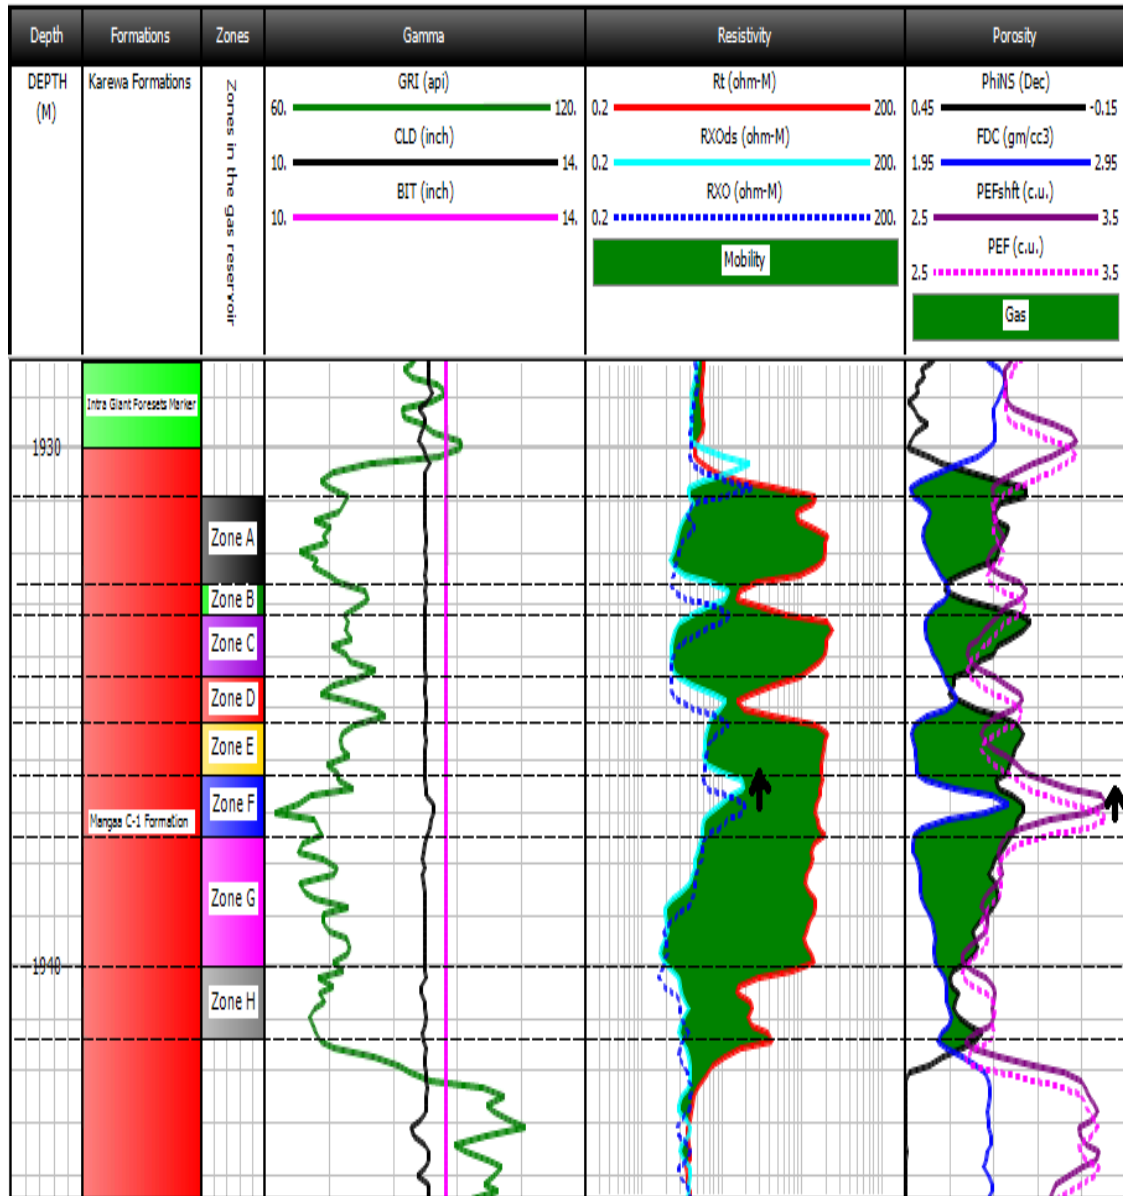 Depth Formations Zones Gamma Resistivity Porosity
DEPTH
(M)
Karewa Formations
Zones in the gas reservoir
GRI (api)
60. 120.
CLD (inch)
10. 14.
BIT (inch)
10. 14.
Rt (ohm-M)
0.2 200.
RXOds (ohm-M)
0.2 200.
RXO (ohm-M)
0.2 200.
Mobility
PhiNS (Dec)
0.45 -0.15
FDC (gm/cc3)
1.95 2.95
PEFshft (c.u.)
2.5 3.5
PEF (c.u.)
2.5 3.5
Gas
Intra Giant Foresets Marker
1930
Zone A
Zone B
Zone C
Zone D
Zone E
Zone F
Mangaa C-1 Formation
Zone G
1940
Zone H